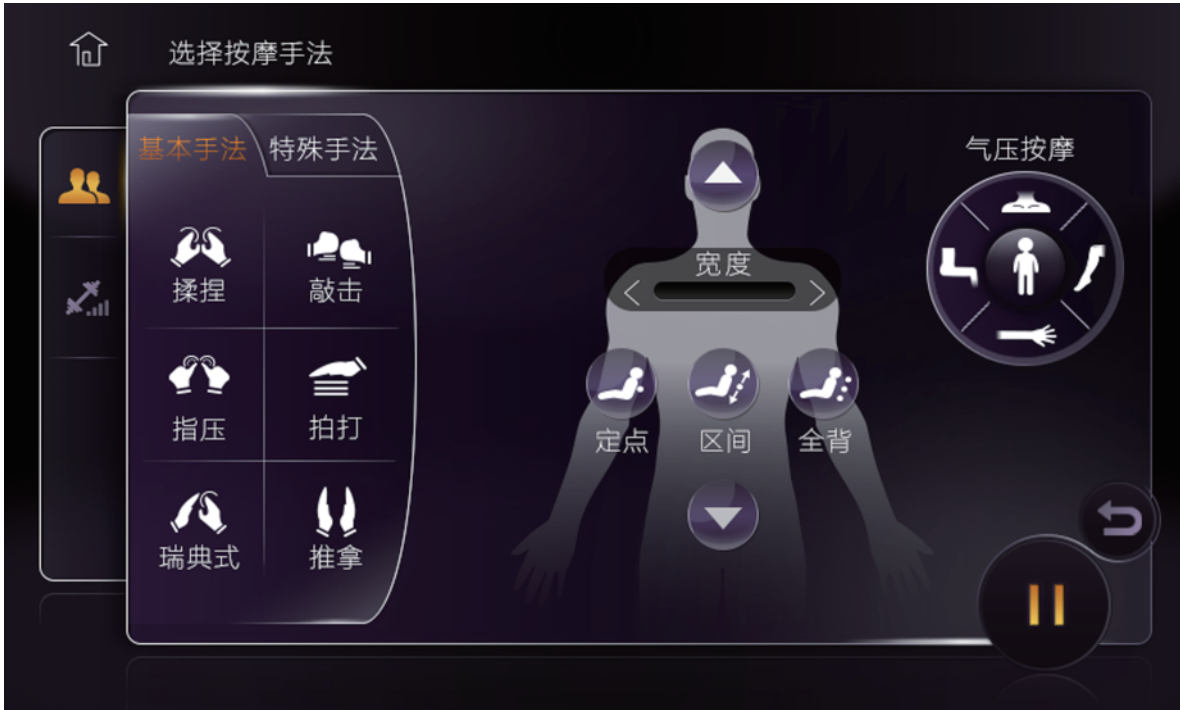 选择按摩手法
基本手法
特殊手法
气压按摩
揉捏
敲击
宽度
指压
拍打
定点
区间
全背
瑞典式
推拿